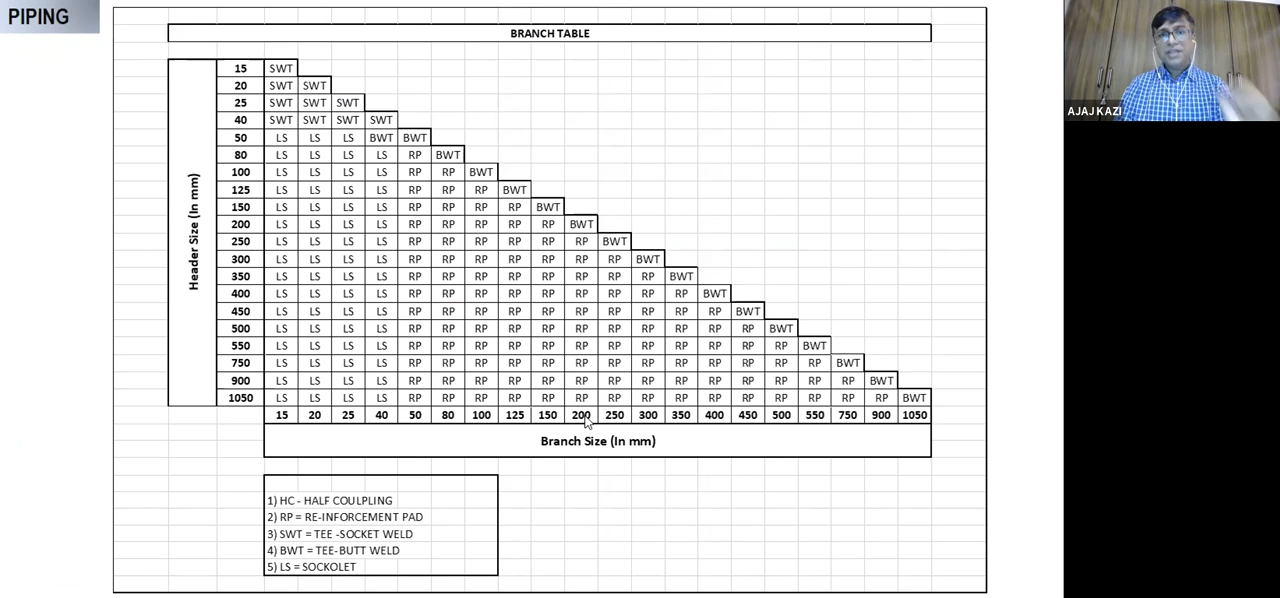 PIPING
BRANCH TABLE
AJAJ KAZI
Header Size (In mm)
15 SWT
20 SWT SWT
25 SWT SWT SWT
40 SWT SWT SWT SWT
50 LS LS LS BWT BWT
80 LS LS LS LS RP BWT
100 LS LS LS LS RP RP BWT
125 LS LS LS LS RP RP RP BWT
150 LS LS LS LS RP RP RP RP BWT
200 LS LS LS LS RP RP RP RP RP BWT
250 LS LS LS LS RP RP RP RP RP RP BWT
300 LS LS LS LS RP RP RP RP RP RP RP BWT
350 LS LS LS LS RP RP RP RP RP RP RP RP BWT
400 LS LS LS LS RP RP RP RP RP RP RP RP RP BWT
450 LS LS LS LS RP RP RP RP RP RP RP RP RP RP BWT
500 LS LS LS LS RP RP RP RP RP RP RP RP RP RP RP BWT
550 LS LS LS LS RP RP RP RP RP RP RP RP RP RP RP RP BWT
750 LS LS LS LS RP RP RP RP RP RP RP RP RP RP RP RP RP BWT
900 LS LS LS LS RP RP RP RP RP RP RP RP RP RP RP RP RP RP BWT
1050 LS LS LS LS RP RP RP RP RP RP RP RP RP RP RP RP RP RP RP BWT
15 20 25 40 50 80 100 125 150 200 250 300 350 400 450 500 550 750 900 1050
Branch Size (In mm)
1) HC - HALF COULPLING
2) RP = RE-INFORCEMENT PAD
3) SWT = TEE -SOCKET WELD
4) BWT = TEE-BUTT WELD
5) LS = SOCKOLET